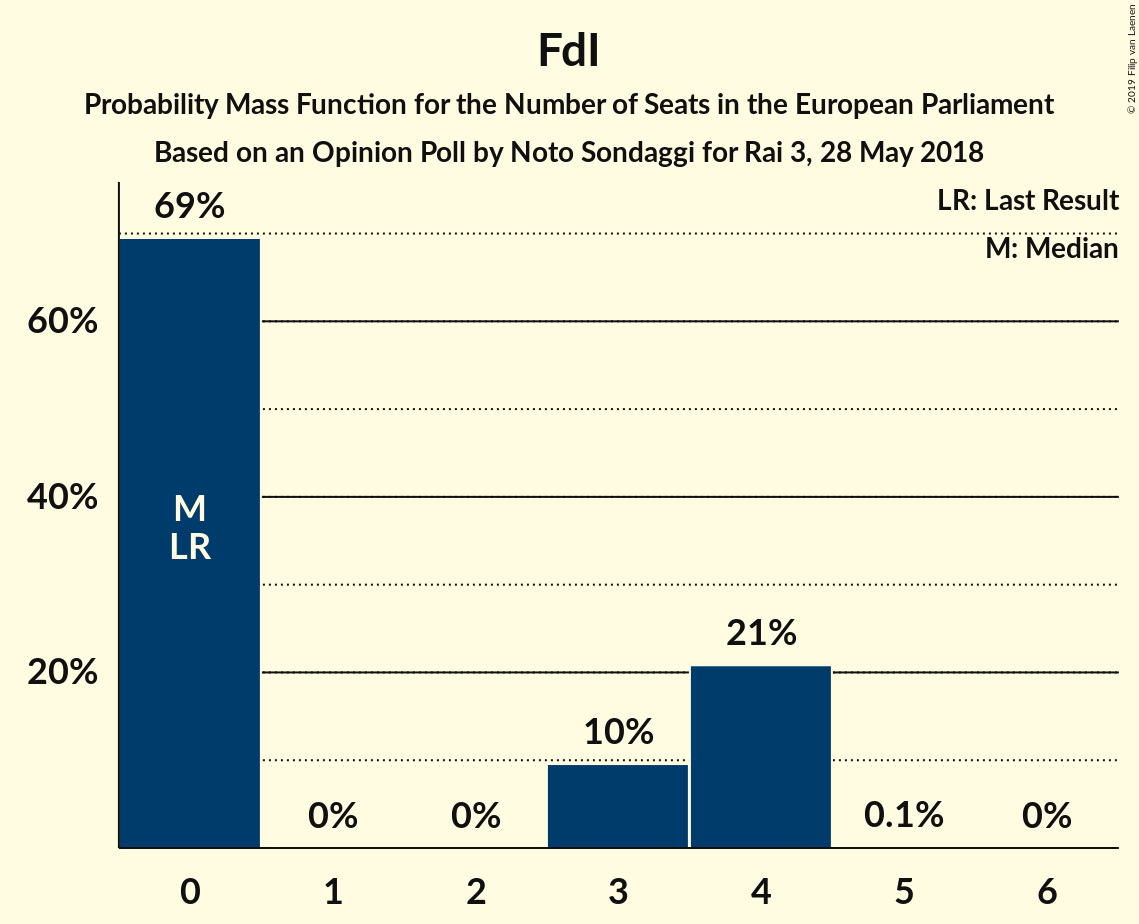 FdI
Probability Mass Function for the Number of Seats in the European Parliament
Based on an Opinion Poll by Noto Sondaggi for Rai 3, 28 May 2018
© 2019 Filip van Laenen
LR: Last Result
M: Median
69%
60%
40%
20%
M
LR
0%
0%
10%
21%
0.1%
0%
0
1
2
3
4
5
6